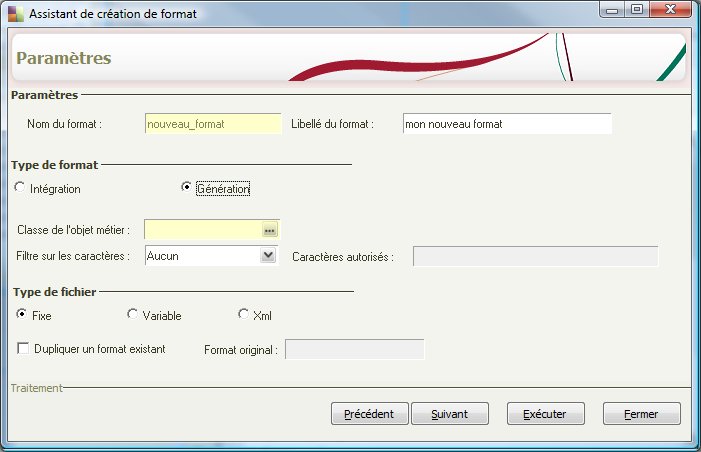 Assistant de création de format
Paramètres
Paramètres
Nom du format : nouveau_format Libellé du format : mon nouveau format
Type de format
Intégration Génération
Classe de l'objet métier : ...
Filtre sur les caractères : Aucun Caractères autorisés :
Type de fichier
Fixe Variable Xml
Dupliquer un format existant Format original :
Traitement
Précédent Suivant Exécuter Fermer